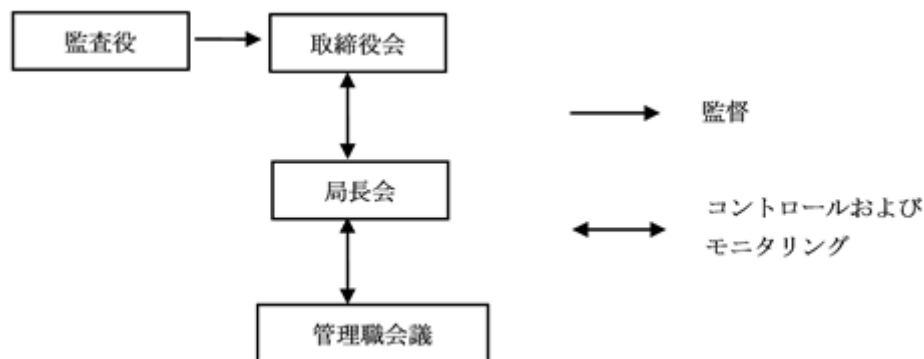 監査役
取締役会
監督
局長会
コントロールおよび
モニタリング
管理職会議